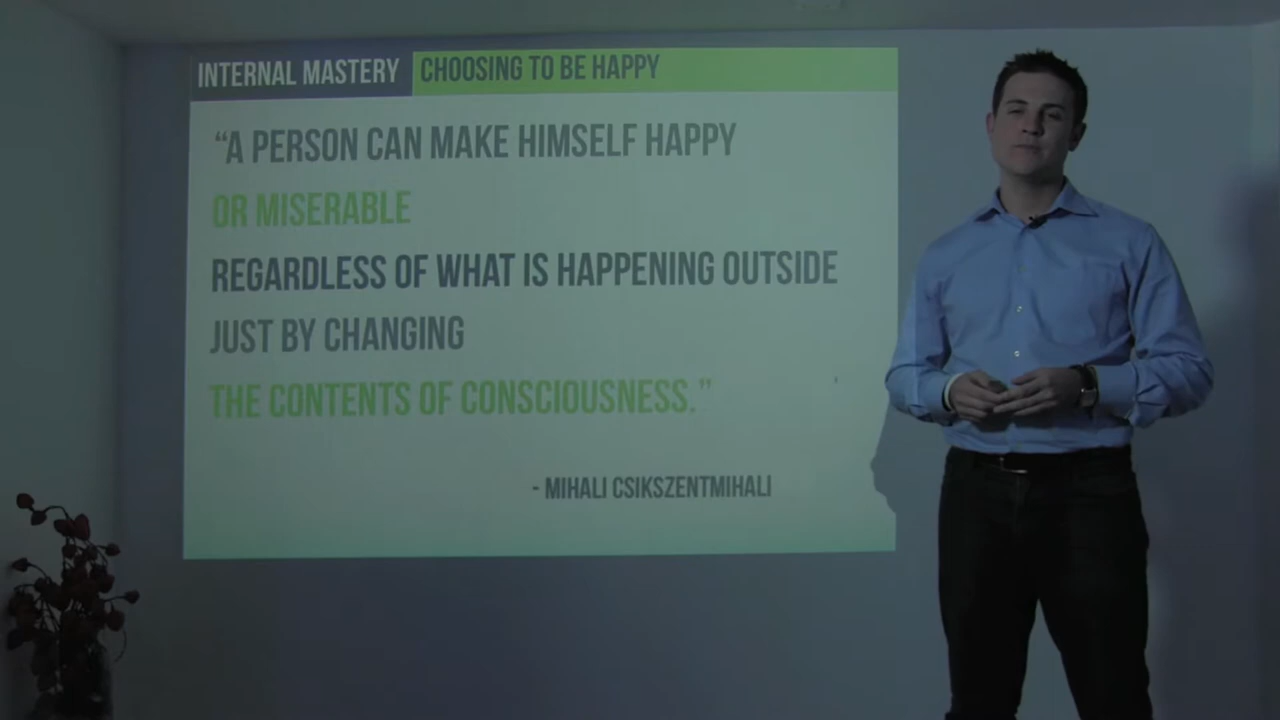 INTERNAL MASTERY CHOOSING TO BE HAPPY
“A PERSON CAN MAKE HIMSELF HAPPY
OR MISERABLE
REGARDLESS OF WHAT IS HAPPENING OUTSIDE
JUST BY CHANGING
THE CONTENTS OF CONSCIOUSNESS.”
- MIHALI CSIKSZENTMIHALI